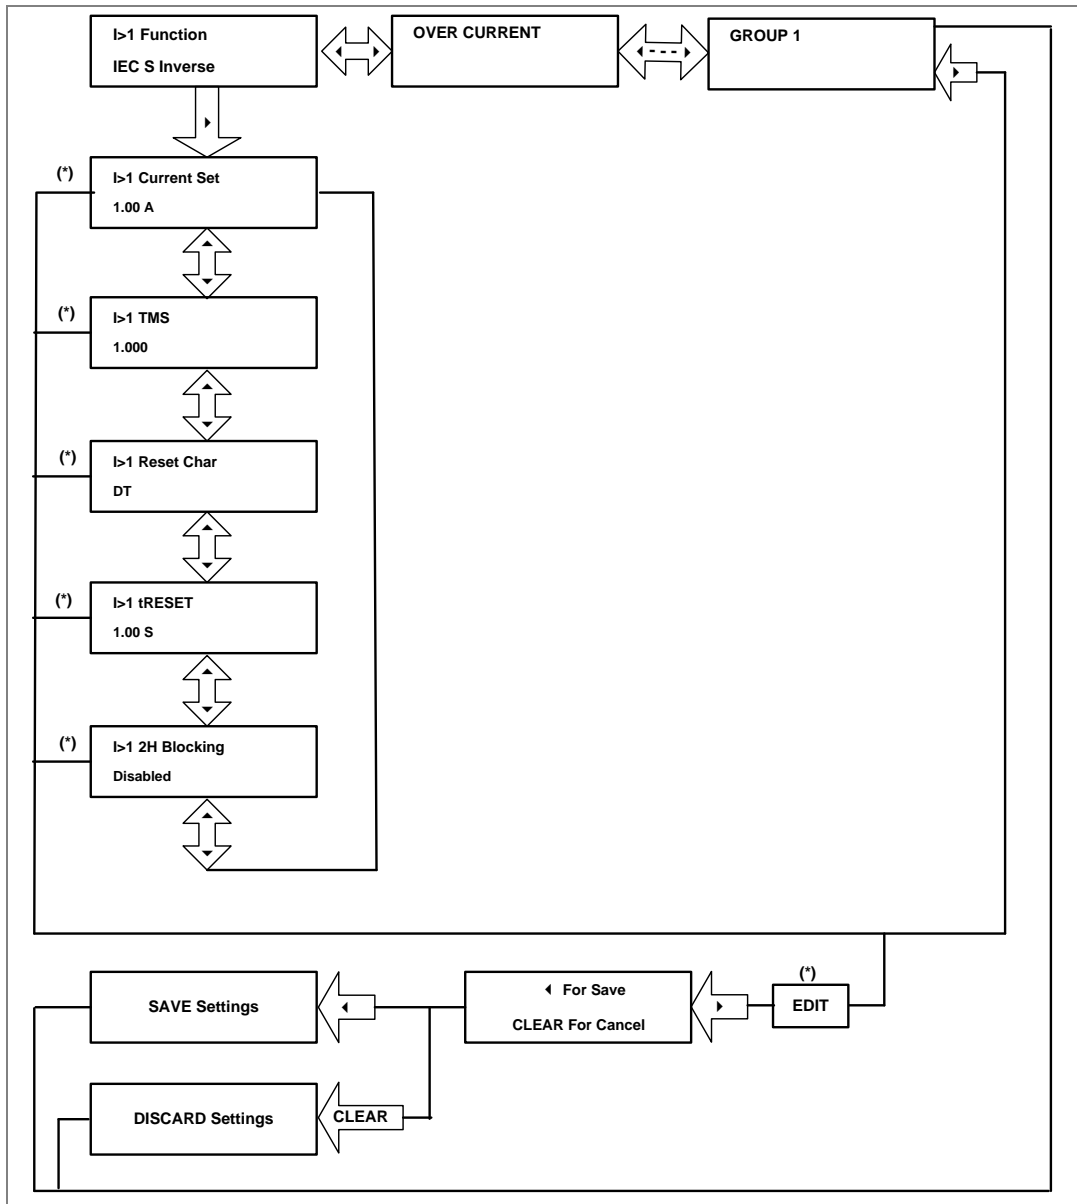 I>1 Function
IEC S Inverse
OVER CURRENT
GROUP 1
(*)
I>1 Current Set
1.00 A
(*)
I>1 TMS
1.000
(*)
I>1 Reset Char
DT
(*)
I>1 tRESET
1.00 S
(*)
I>1 2H Blocking
Disabled
SAVE Settings
For Save
CLEAR For Cancel
(*)
EDIT
DISCARD Settings
CLEAR